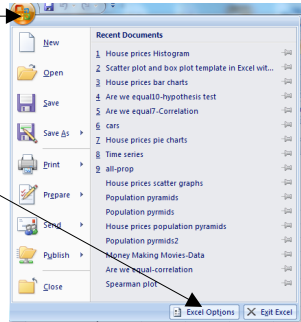 New
Open
Save
Save As
Print
Prepare
Send
Publish
Close
Recent Documents
1 House prices Histogram
2 Scatter plot and box plot template in Excel wit...
3 House prices bar charts
4 Are we equal10-hypothesis test
5 Are we equal7-Correlation
6 cars
7 House prices pie charts
8 Time series
9 all-prop
House prices scatter graphs
Population pyramids
Population pyrmids
House prices population pyramids
Population pyrmids2
Money Making Movies-Data
Are we equal-correlation
Spearman plot
Excel Options
Exit Excel